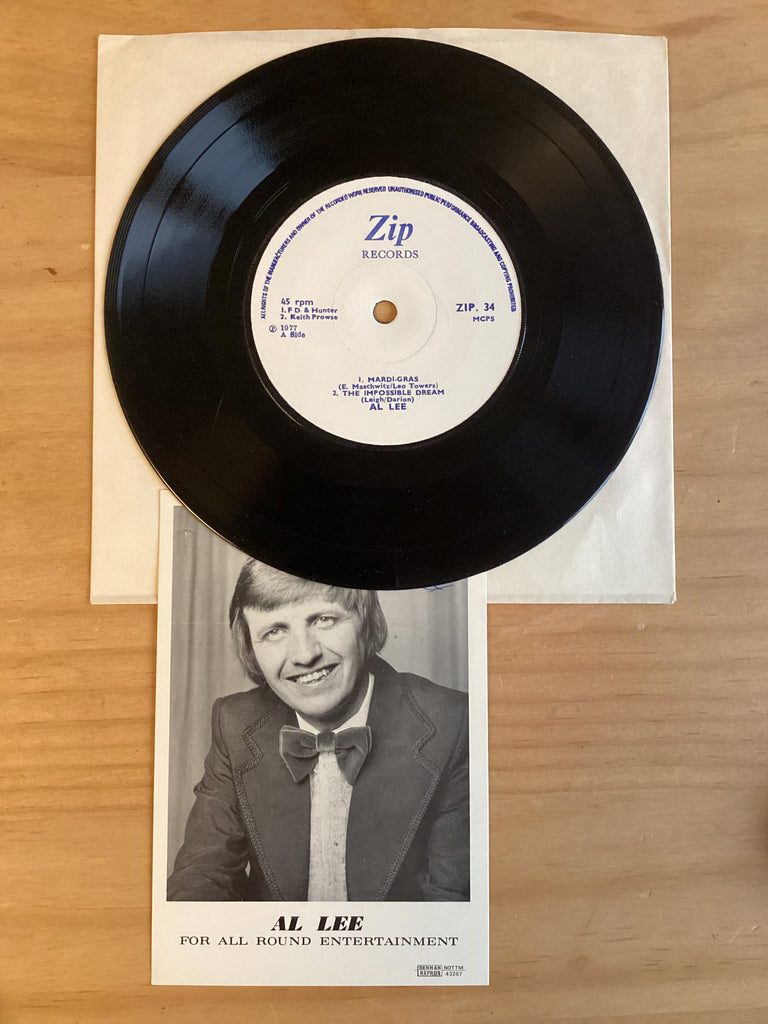 ALL RIGHTS OF THE MANUFACTURERS AND OWNER OF THE RECORDED WORK RESERVED UNAUTHORISED PUBLIC PERFORMANCE BROADCASTING AND COPYING PROHIBITED
Zip
RECORDS
45 rpm
1. F D. & Hunter
2. Keith Prowse
Ⓟ 1977
A Side
ZIP. 34
MCPS
1. MARDI-GRAS
(E. Maschwitz/Leo Towers)
2. THE IMPOSSIBLE DREAM
(Leigh/Darion)
AL LEE
AL LEE
FOR ALL ROUND ENTERTAINMENT
DENMAN REPROS NOTTM. 43257